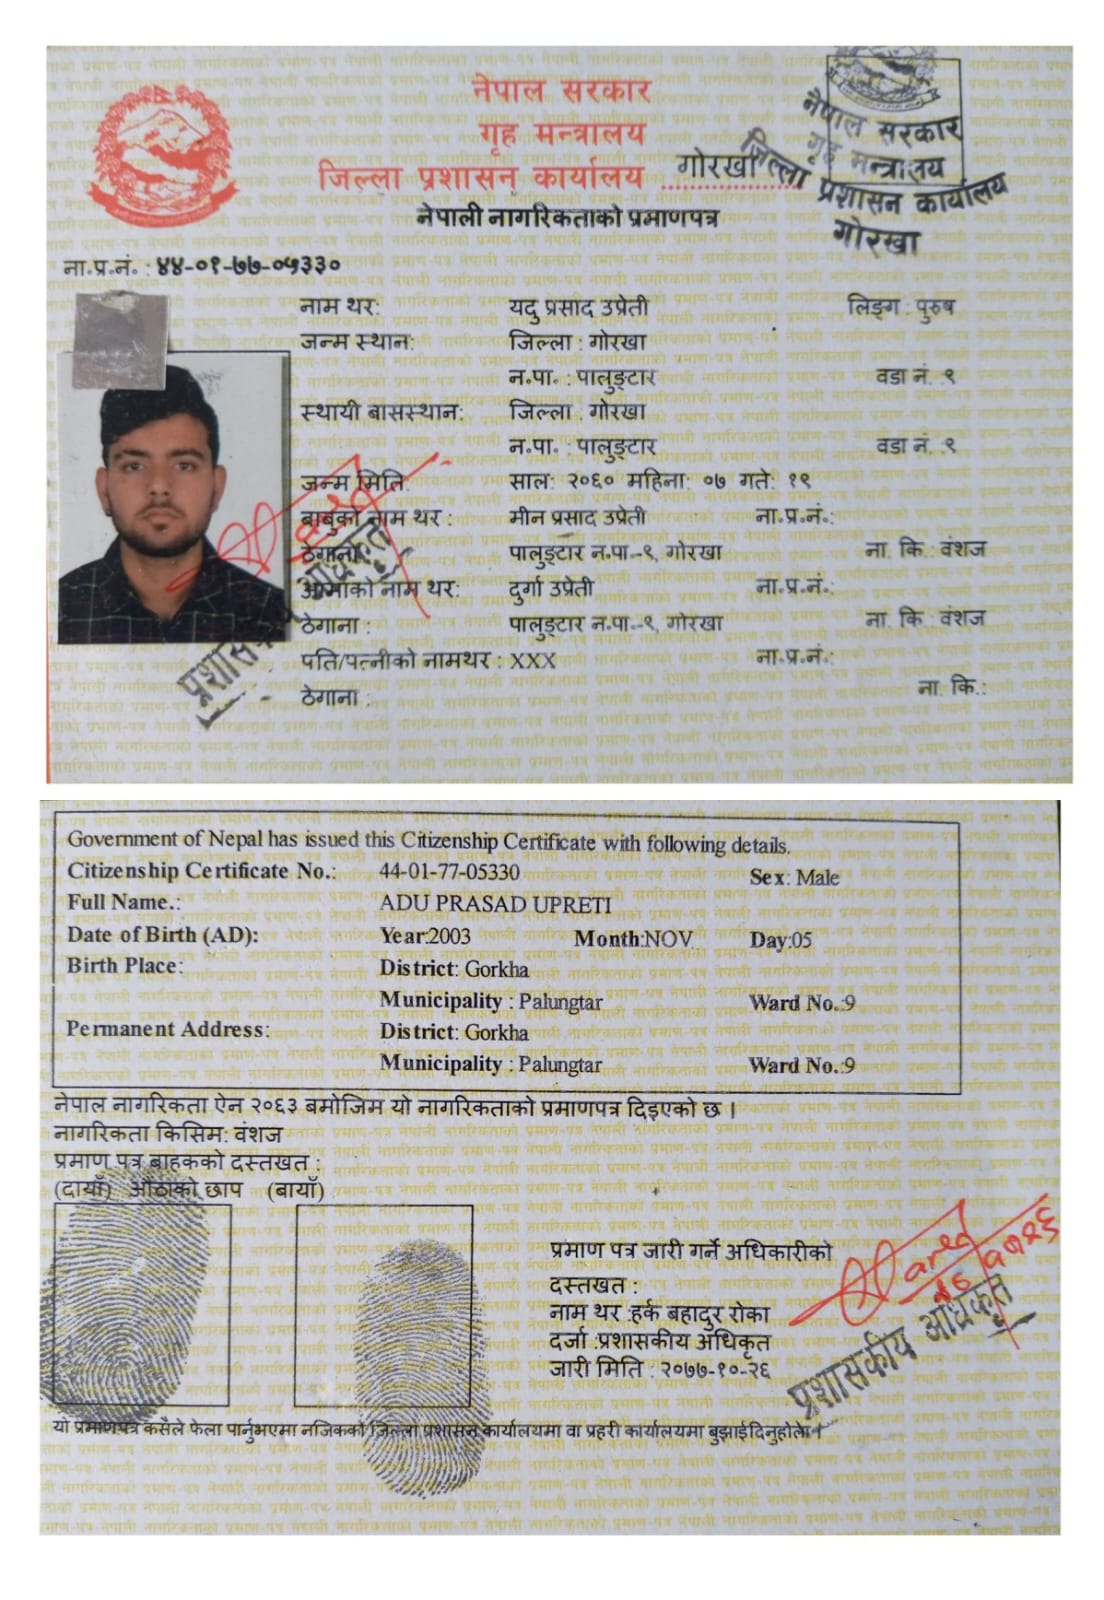 नेपाल सरकार
गृह मन्त्रालय
जिल्ला प्रशासन कार्यालय गोरखा
नेपाली नागरिकताको प्रमाणपत्र
नेपाल सरकार
गृह मन्त्रालय
जिल्ला प्रशासन कार्यालय
गोरखा
ना.प्र.नं. : ४४-०१-७७-०५३३०
नाम थर: यदु प्रसाद उप्रेती लिङ्ग : पुरुष
जन्म स्थान: जिल्ला : गोरखा
न.पा. : पालुङ्टार वडा नं. :९
स्थायी बासस्थान: जिल्ला : गोरखा
न.पा. : पालुङ्टार वडा नं. :९
जन्म मिति: साल: २०६० महिना: ०७ गते: १९
बाबुको नाम थर : मीन प्रसाद उप्रेती ना.प्र.नं.:
ठेगाना: पालुङ्टार न.पा.-९, गोरखा ना. कि.: वंशज
आमाको नाम थर: दुर्गा उप्रेती ना.प्र.नं.:
ठेगाना : पालुङ्टार न.पा.-९, गोरखा ना. कि.: वंशज
पति/पत्नीको नामथर : XXX ना.प्र.नं.:
ठेगाना : ना. कि.:
प्रशासकीय अधिकृत
Government of Nepal has issued this Citizenship Certificate with following details.
Citizenship Certificate No.: 44-01-77-05330 Sex: Male
Full Name.: ADU PRASAD UPRETI
Date of Birth (AD): Year:2003 Month:NOV Day:05
Birth Place: District: Gorkha
Municipality : Palungtar Ward No.:9
Permanent Address: District: Gorkha
Municipality : Palungtar Ward No.:9
नेपाल नागरिकता ऐन २०६३ बमोजिम यो नागरिकताको प्रमाणपत्र दिइएको छ ।
नागरिकता किसिम: वंशज
प्रमाण पत्र बाहकको दस्तखत :
(दायाँ) औंठाको छाप (बायाँ)
प्रमाण पत्र जारी गर्ने अधिकारीको
दस्तखत :
नाम थर :हर्क बहादुर रोका
दर्जा :प्रशासकीय अधिकृत
जारी मिति : २०७७-१०-२६
प्रशासकीय अधिकृत
यो प्रमाणपत्र कसैले फेला पार्नुभएमा नजिकको जिल्ला प्रशासन कार्यालयमा वा प्रहरी कार्यालयमा बुझाईदिनुहोला ।